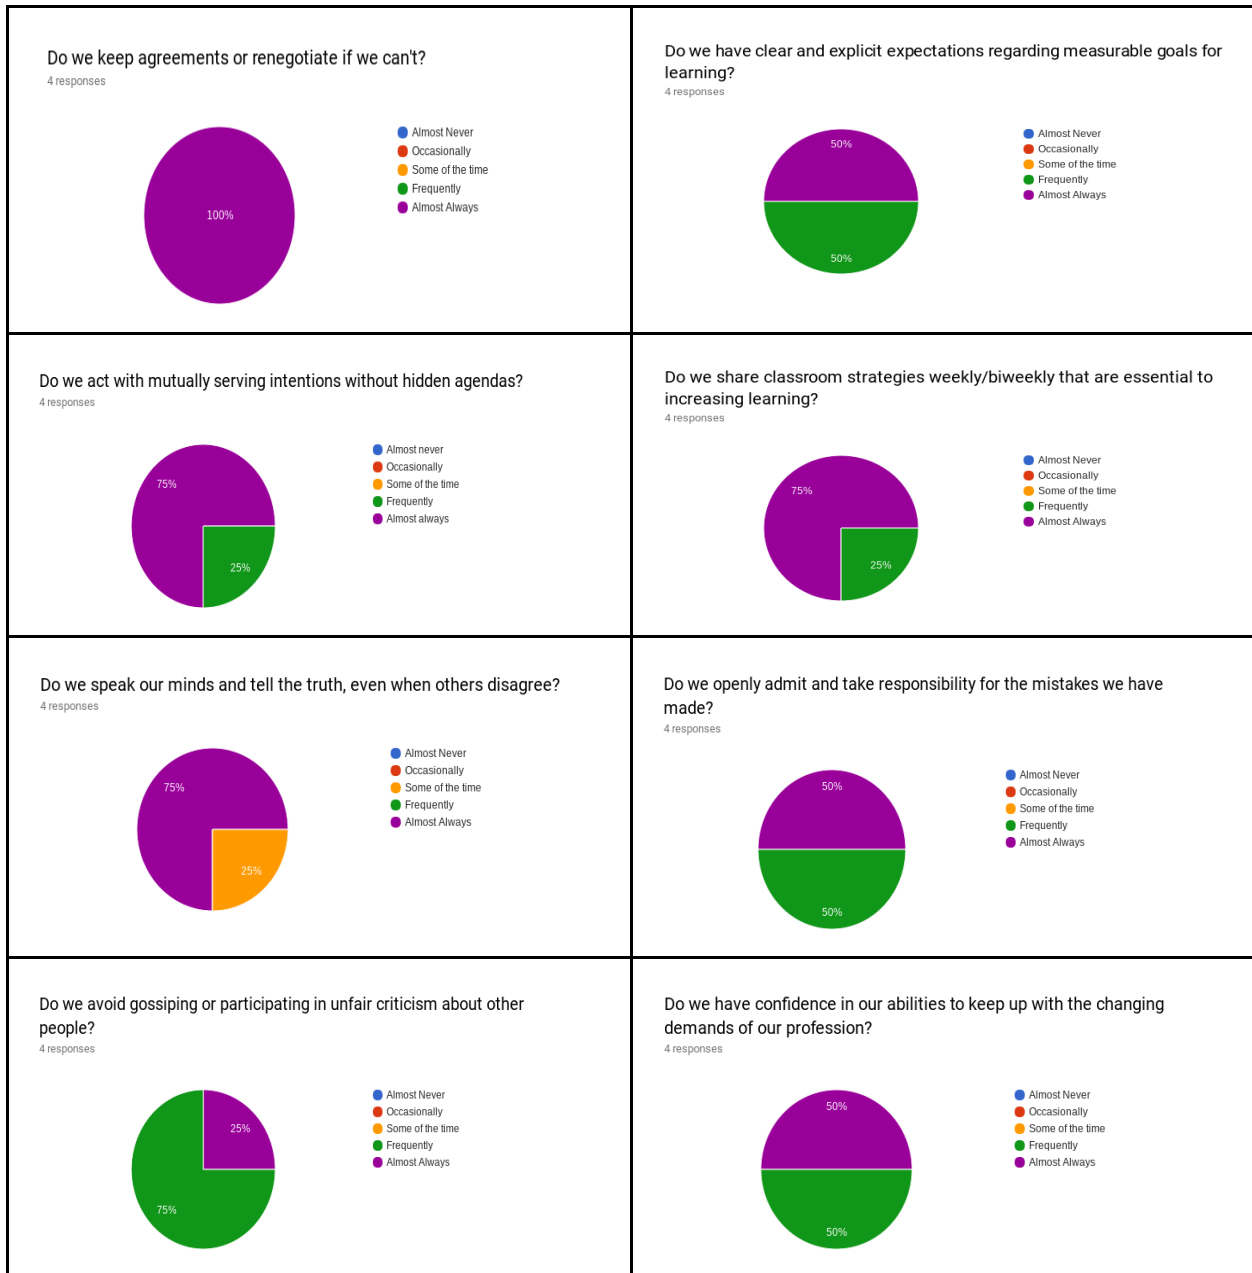 Do we keep agreements or renegotiate if we can't?
4 responses
100%
Almost Never
Occasionally
Some of the time
Frequently
Almost Always
Do we have clear and explicit expectations regarding measurable goals for
learning?
4 responses
50%
50%
Almost Never
Occasionally
Some of the time
Frequently
Almost Always
Do we act with mutually serving intentions without hidden agendas?
4 responses
75%
25%
Almost never
Occasionally
Some of the time
Frequently
Almost always
Do we share classroom strategies weekly/biweekly that are essential to
increasing learning?
4 responses
75%
25%
Almost Never
Occasionally
Some of the time
Frequently
Almost Always
Do we speak our minds and tell the truth, even when others disagree?
4 responses
75%
25%
Almost Never
Occasionally
Some of the time
Frequently
Almost Always
Do we openly admit and take responsibility for the mistakes we have
made?
4 responses
50%
50%
Almost Never
Occasionally
Some of the time
Frequently
Almost Always
Do we avoid gossiping or participating in unfair criticism about other
people?
4 responses
25%
75%
Almost Never
Occasionally
Some of the time
Frequently
Almost Always
Do we have confidence in our abilities to keep up with the changing
demands of our profession?
4 responses
50%
50%
Almost Never
Occasionally
Some of the time
Frequently
Almost Always